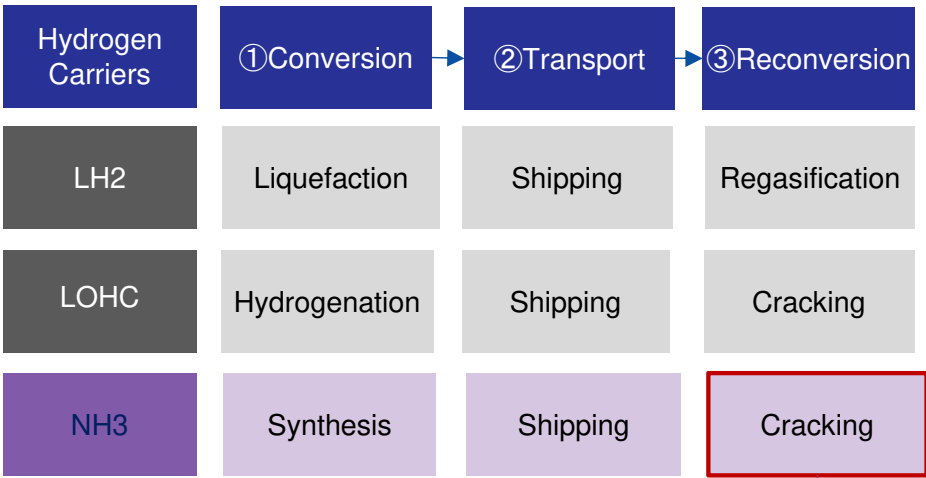 Hydrogen
Carriers
①Conversion
②Transport
③Reconversion
LH2
Liquefaction
Shipping
Regasification
LOHC
Hydrogenation
Shipping
Cracking
NH3
Synthesis
Shipping
Cracking